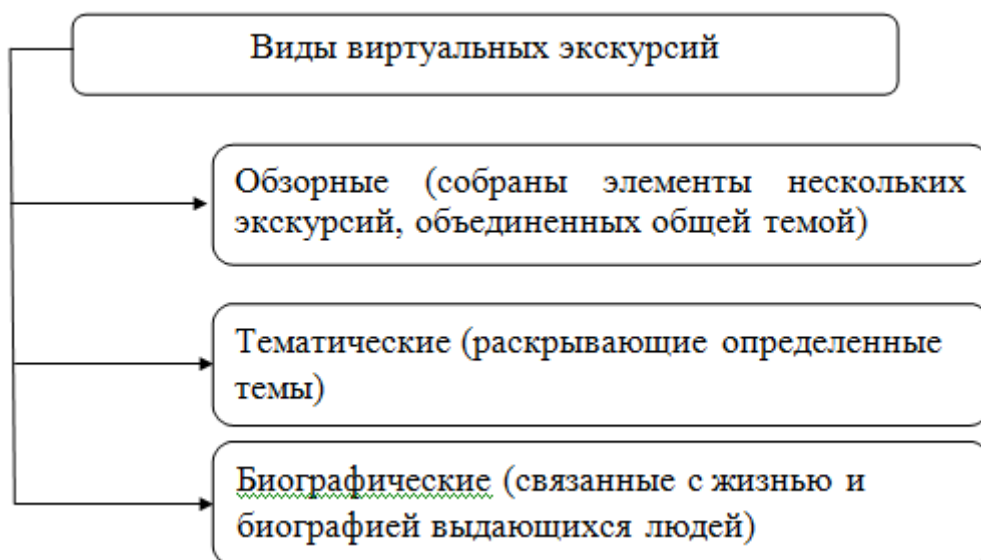 Виды виртуальных экскурсий
Обзорные (собраны элементы нескольких
экскурсий, объединенных общей темой)
Тематические (раскрывающие определенные
темы)
Биографические (связанные с жизнью и
биографией выдающихся людей)